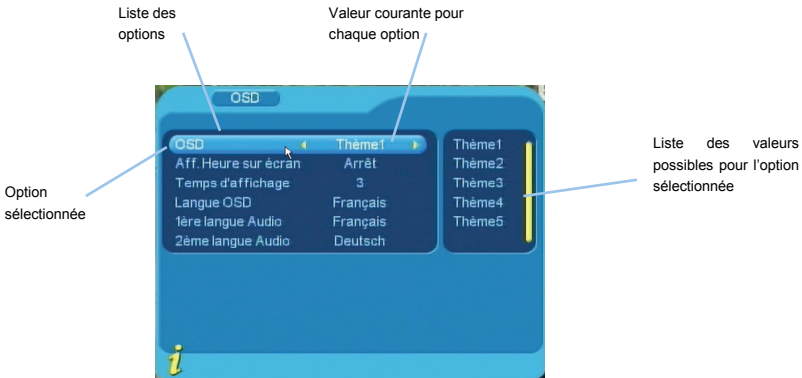 Liste des
options
Valeur courante pour
chaque option
OSD
OSD Thème1
Aff. Heure sur écran Arrêt
Temps d'affichage 3
Langue OSD Français
1ère langue Audio Français
2ème langue Audio Deutsch
Thème1
Thème2
Thème3
Thème4
Thème5
Option
sélectionnée
Liste des valeurs
possibles pour l'option
sélectionnée
i